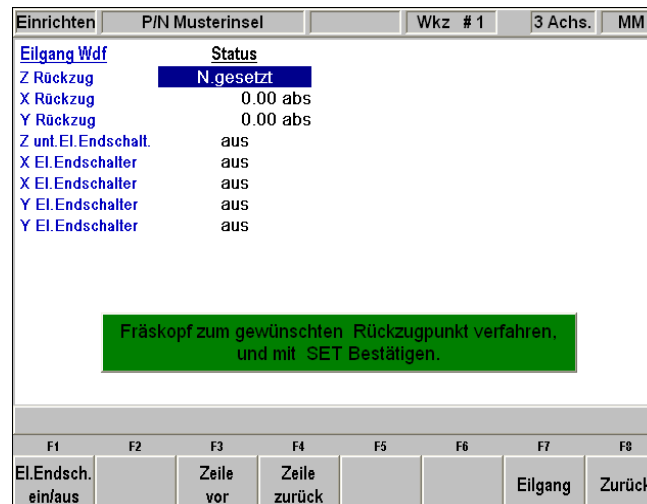 Einrichten P/N Musterinsel Wkz #1 3 Achs. MM
Eilgang Wdf Status
Z Rückzug N.gesetzt
X Rückzug 0.00 abs
Y Rückzug 0.00 abs
Z unt.El.Endschalt. aus
X El.Endschalter aus
X El.Endschalter aus
Y El.Endschalter aus
Y El.Endschalter aus
Fräskopf zum gewünschten Rückzugpunkt verfahren,
und mit SET Bestätigen.
F1 F2 F3 F4 F5 F6 F7 F8
El.Endsch. ein/aus
Zeile vor
Zeile zurück
Eilgang
Zurück